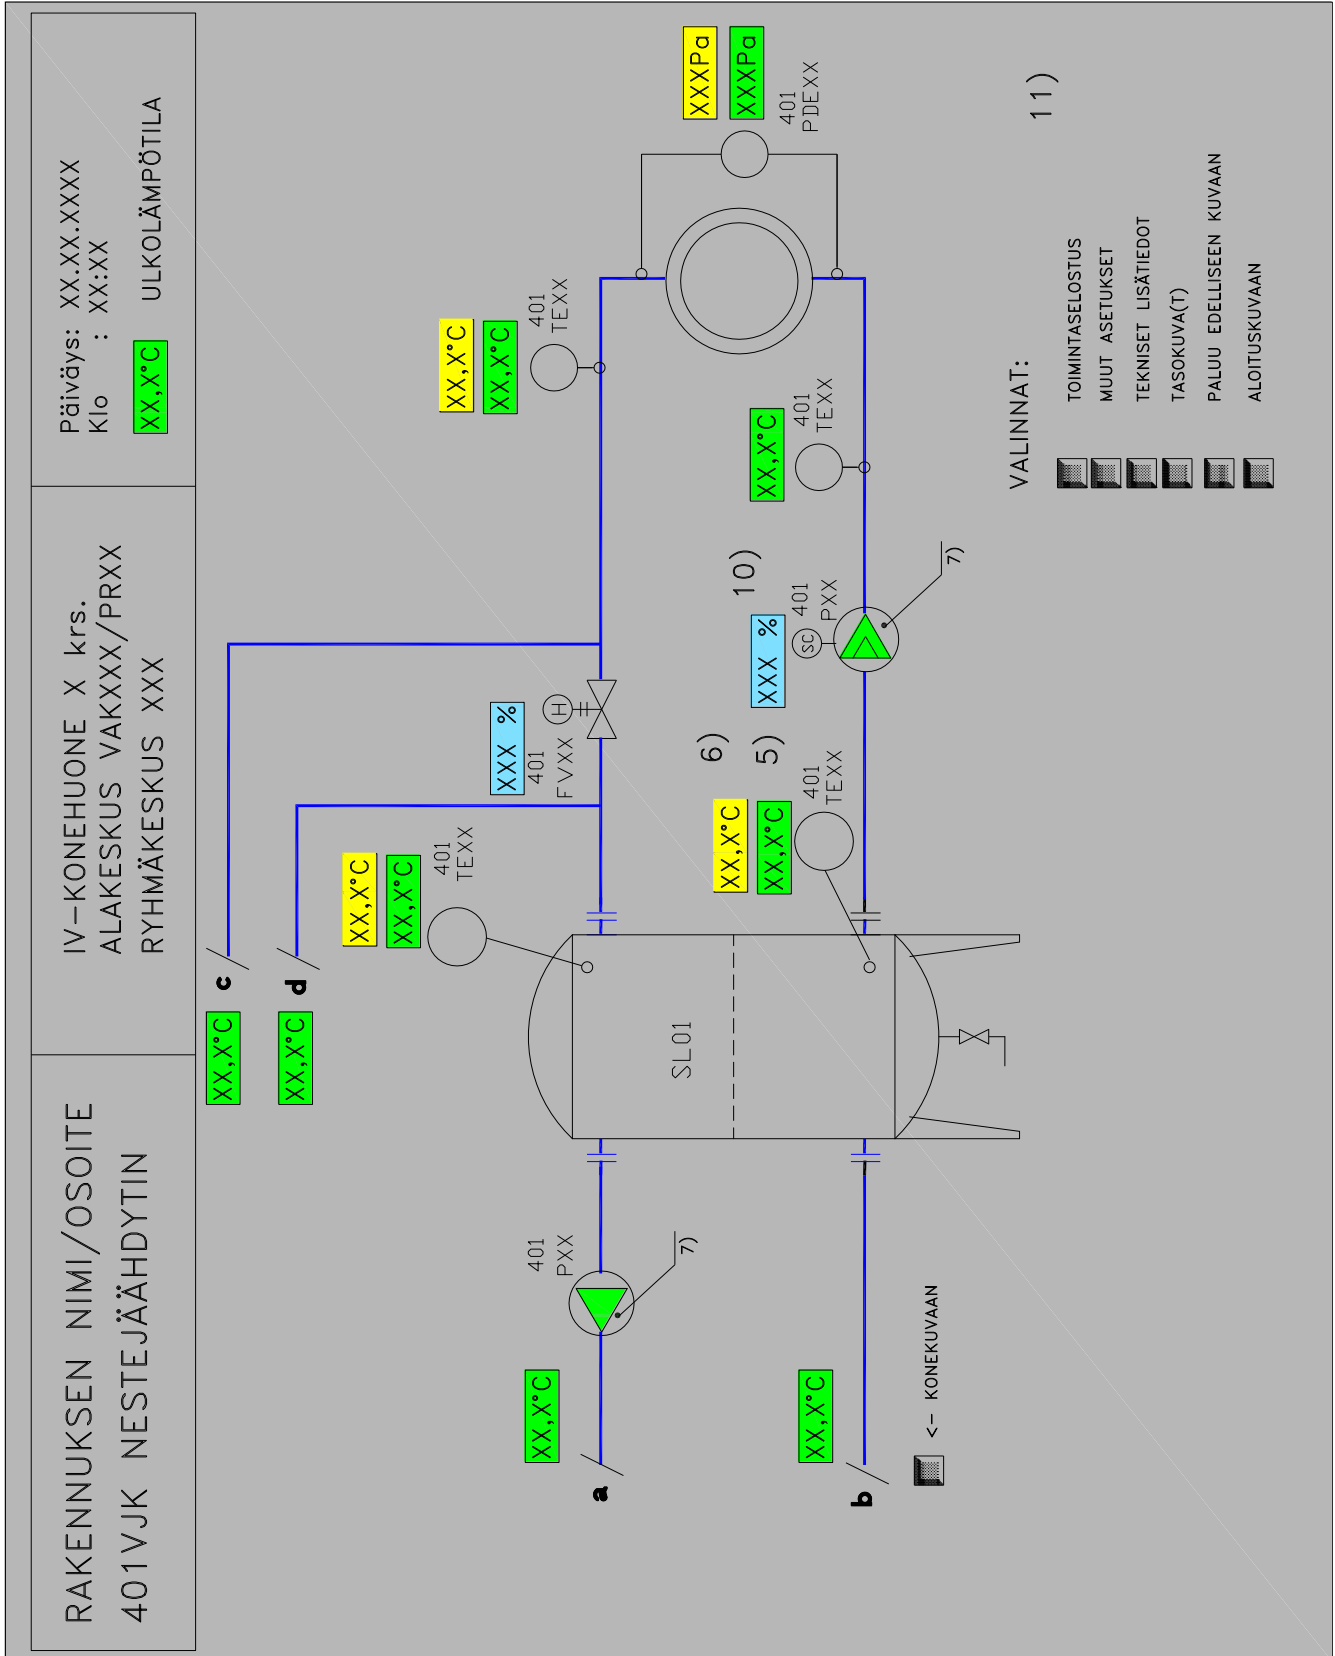 RAKENNUKSEN NIMI/OSOITE
401VJK NESTEJÄÄHDYTIN
IV-KONEHUONE X krs.
ALAKESKUS VAKXXX/PRXX
RYHMÄKESKUS XXX
Päiväys: XX.XX.XXXX
Klo : XX:XX
XX,X°C ULKOLÄMPÖTILA
XX,X°C
c
XX,X°C
d
XX,X°C
XX,X°C
401
TEXX
XX,X°C
XX,X°C
401
TEXX
XXX %
401
FVXX
H
XX,X°C
a
401
PXX
7)
SL01
XXXPa
XXXPa
401
PDEXX
6)
5)
XX,X°C
XX,X°C
401
TEXX
10)
XXX %
SC
401
PXX
7)
XX,X°C
401
TEXX
XX,X°C
b
<- KONEKUVAAN
11)
VALINNAT:
TOIMINTASELOSTUS
MUUT ASETUKSET
TEKNISET LISÄTIEDOT
TASOKUVA(T)
PALUU EDELLISEEN KUVAAN
ALOITUSKUVAAN